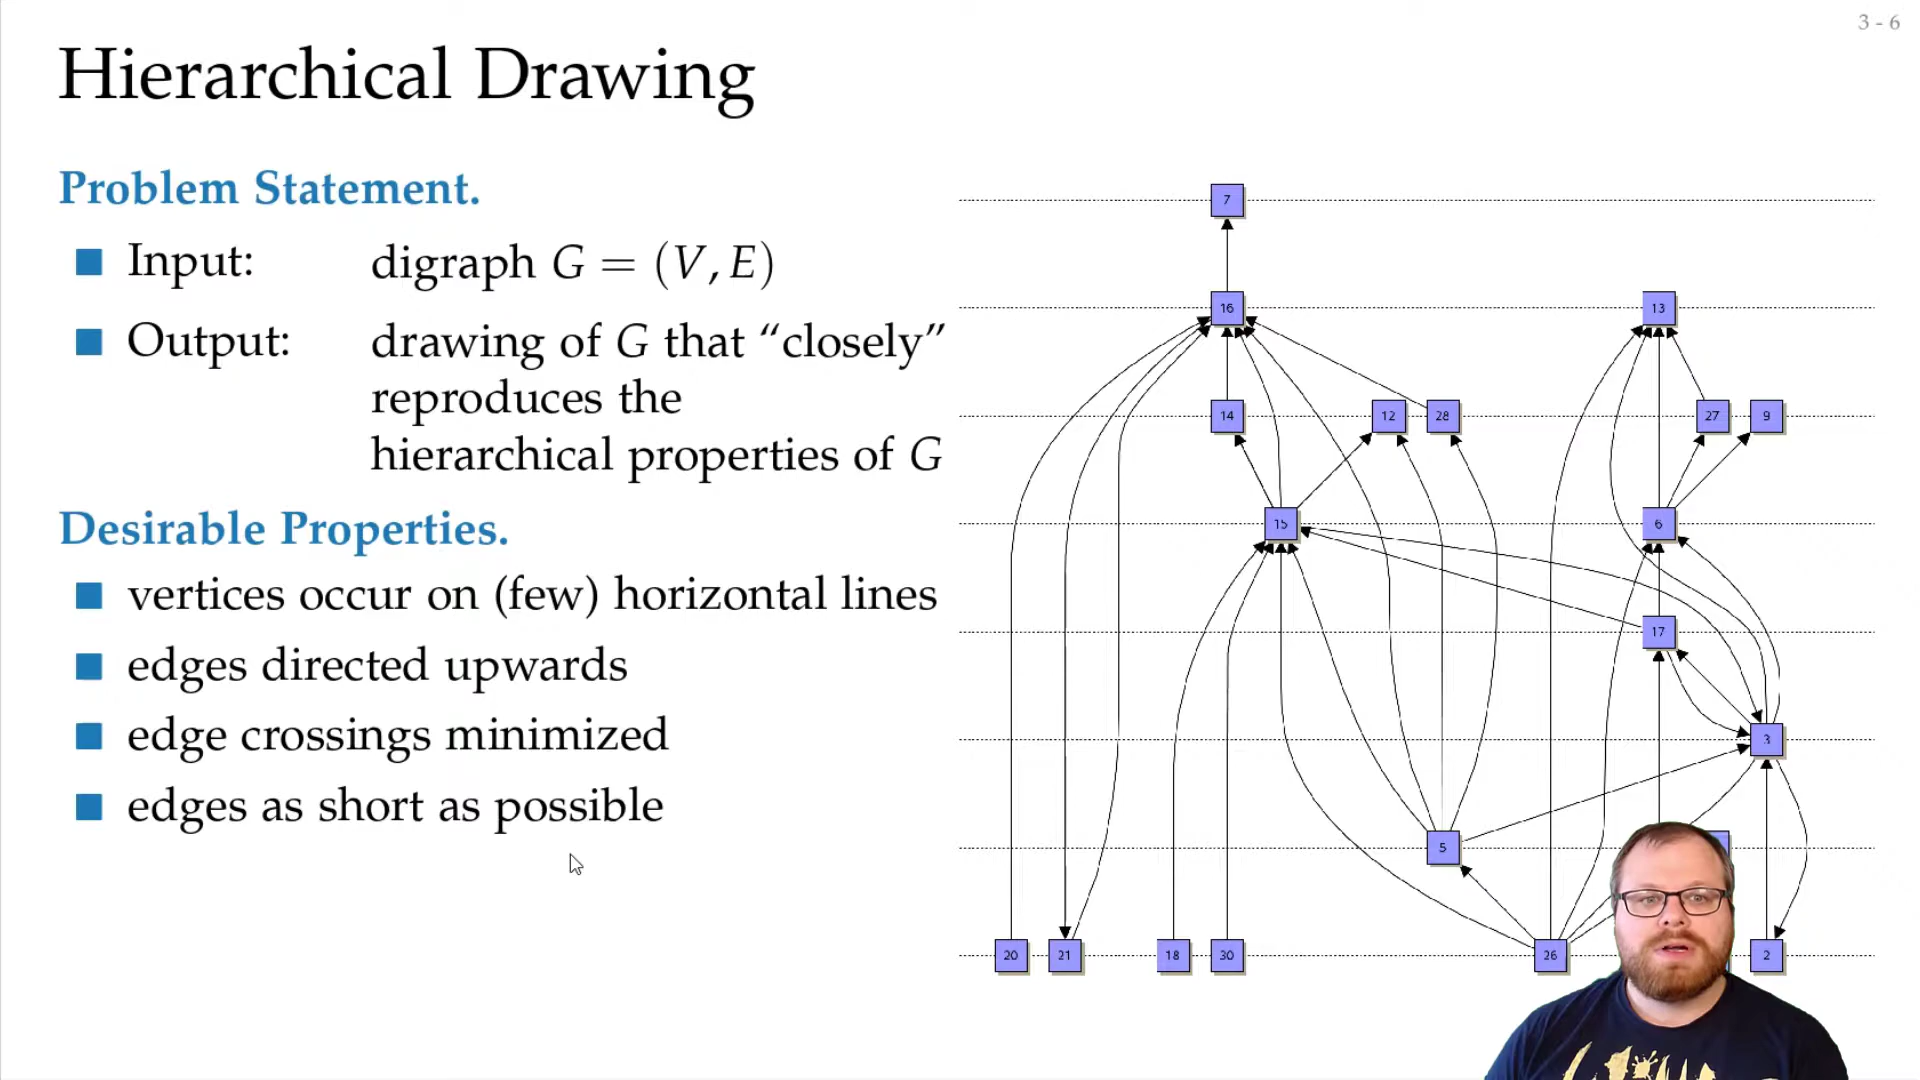 3 - 6
Hierarchical Drawing
Problem Statement.
Input: digraph G = (V, E)
Output: drawing of G that “closely”
reproduces the
hierarchical properties of G
Desirable Properties.
vertices occur on (few) horizontal lines
edges directed upwards
edge crossings minimized
edges as short as possible
7
16 13
14 12 28 27 9
15 6
17
3
5
20 21 18 30 26 2